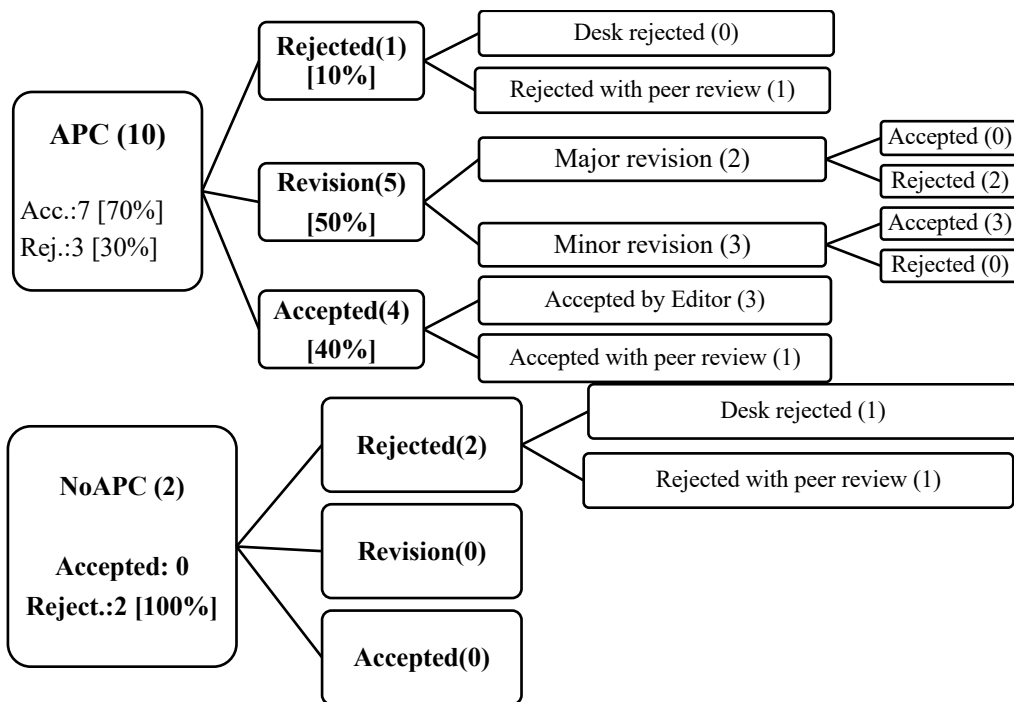 APC (10)
Acc.:7 [70%]
Rej.:3 [30%]
Rejected(1)
[10%]
Desk rejected (0)
Rejected with peer review (1)
Revision(5)
[50%]
Major revision (2)
Accepted (0)
Rejected (2)
Minor revision (3)
Accepted (3)
Rejected (0)
Accepted(4)
[40%]
Accepted by Editor (3)
Accepted with peer review (1)
NoAPC (2)
Accepted: 0
Reject.:2 [100%]
Rejected(2)
Desk rejected (1)
Rejected with peer review (1)
Revision(0)
Accepted(0)